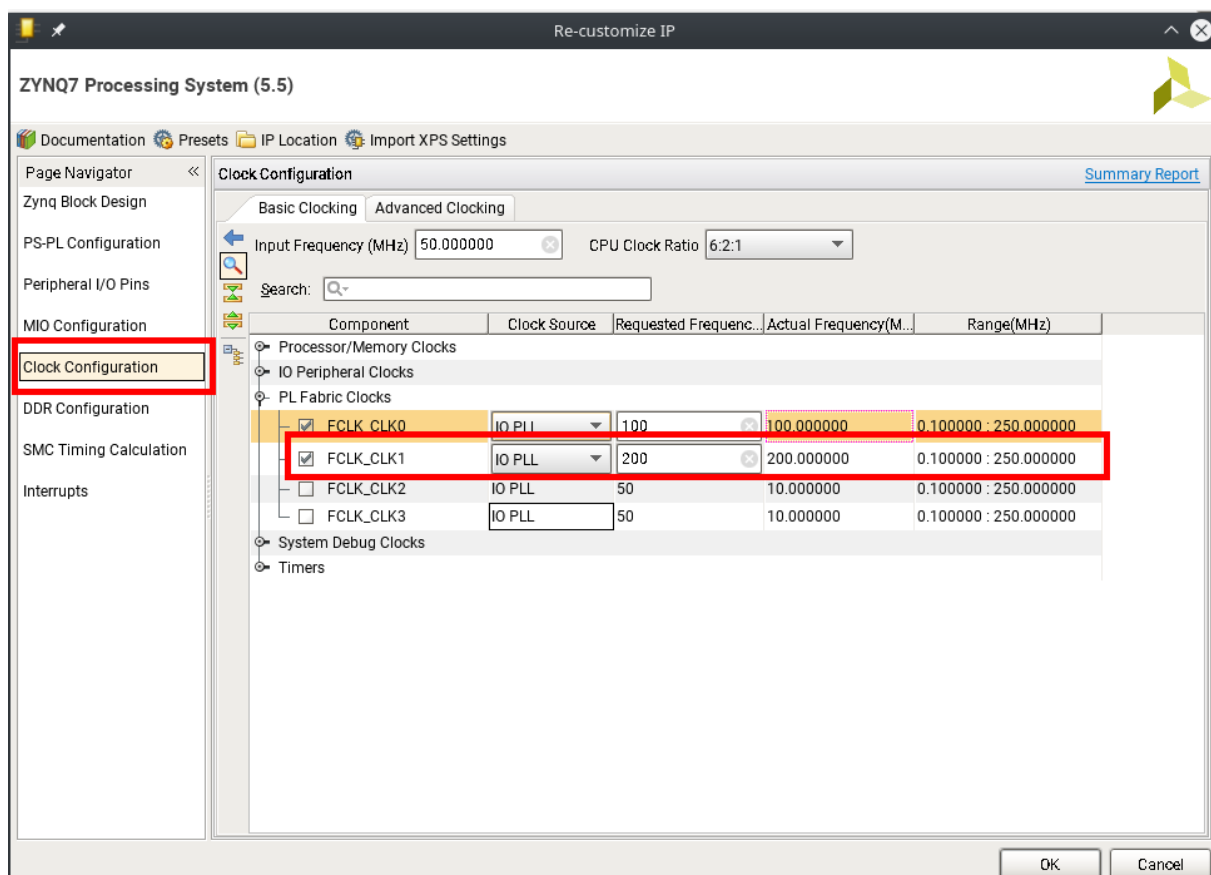 Re-customize IP
ZYNQ7 Processing System (5.5)
Documentation Presets IP Location Import XPS Settings
Page Navigator «
Zynq Block Design
PS-PL Configuration
Peripheral I/O Pins
MIO Configuration
Clock Configuration
DDR Configuration
SMC Timing Calculation
Interrupts
Clock Configuration Summary Report
Basic Clocking Advanced Clocking
Input Frequency (MHz) 50.000000 CPU Clock Ratio 6:2:1
Search:
Component Clock Source Requested Frequenc... Actual Frequency(M... Range(MHz)
Processor/Memory Clocks
IO Peripheral Clocks
PL Fabric Clocks
FCLK_CLK0 IO PLL 100 100.000000 0.100000 : 250.000000
FCLK_CLK1 IO PLL 200 200.000000 0.100000 : 250.000000
FCLK_CLK2 IO PLL 50 10.000000 0.100000 : 250.000000
FCLK_CLK3 IO PLL 50 10.000000 0.100000 : 250.000000
System Debug Clocks
Timers
OK Cancel